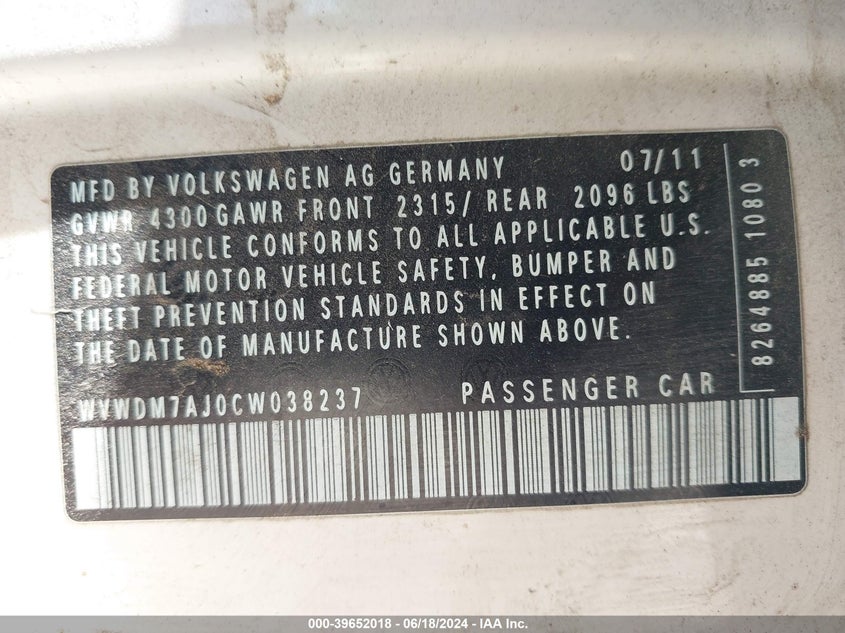 MFD BY VOLKSWAGEN AG GERMANY 07/11
GVWR 4300 GAWR FRONT 2315/ REAR 2096 LBS
THIS VEHICLE CONFORMS TO ALL APPLICABLE U.S.
FEDERAL MOTOR VEHICLE SAFETY, BUMPER AND
THEFT PREVENTION STANDARDS IN EFFECT ON
THE DATE OF MANUFACTURE SHOWN ABOVE.
WVWDM7AJ0CW038237 PASSENGER CAR
8264885 1080 3
000-39652018 - 06/18/2024 - IAA Inc.